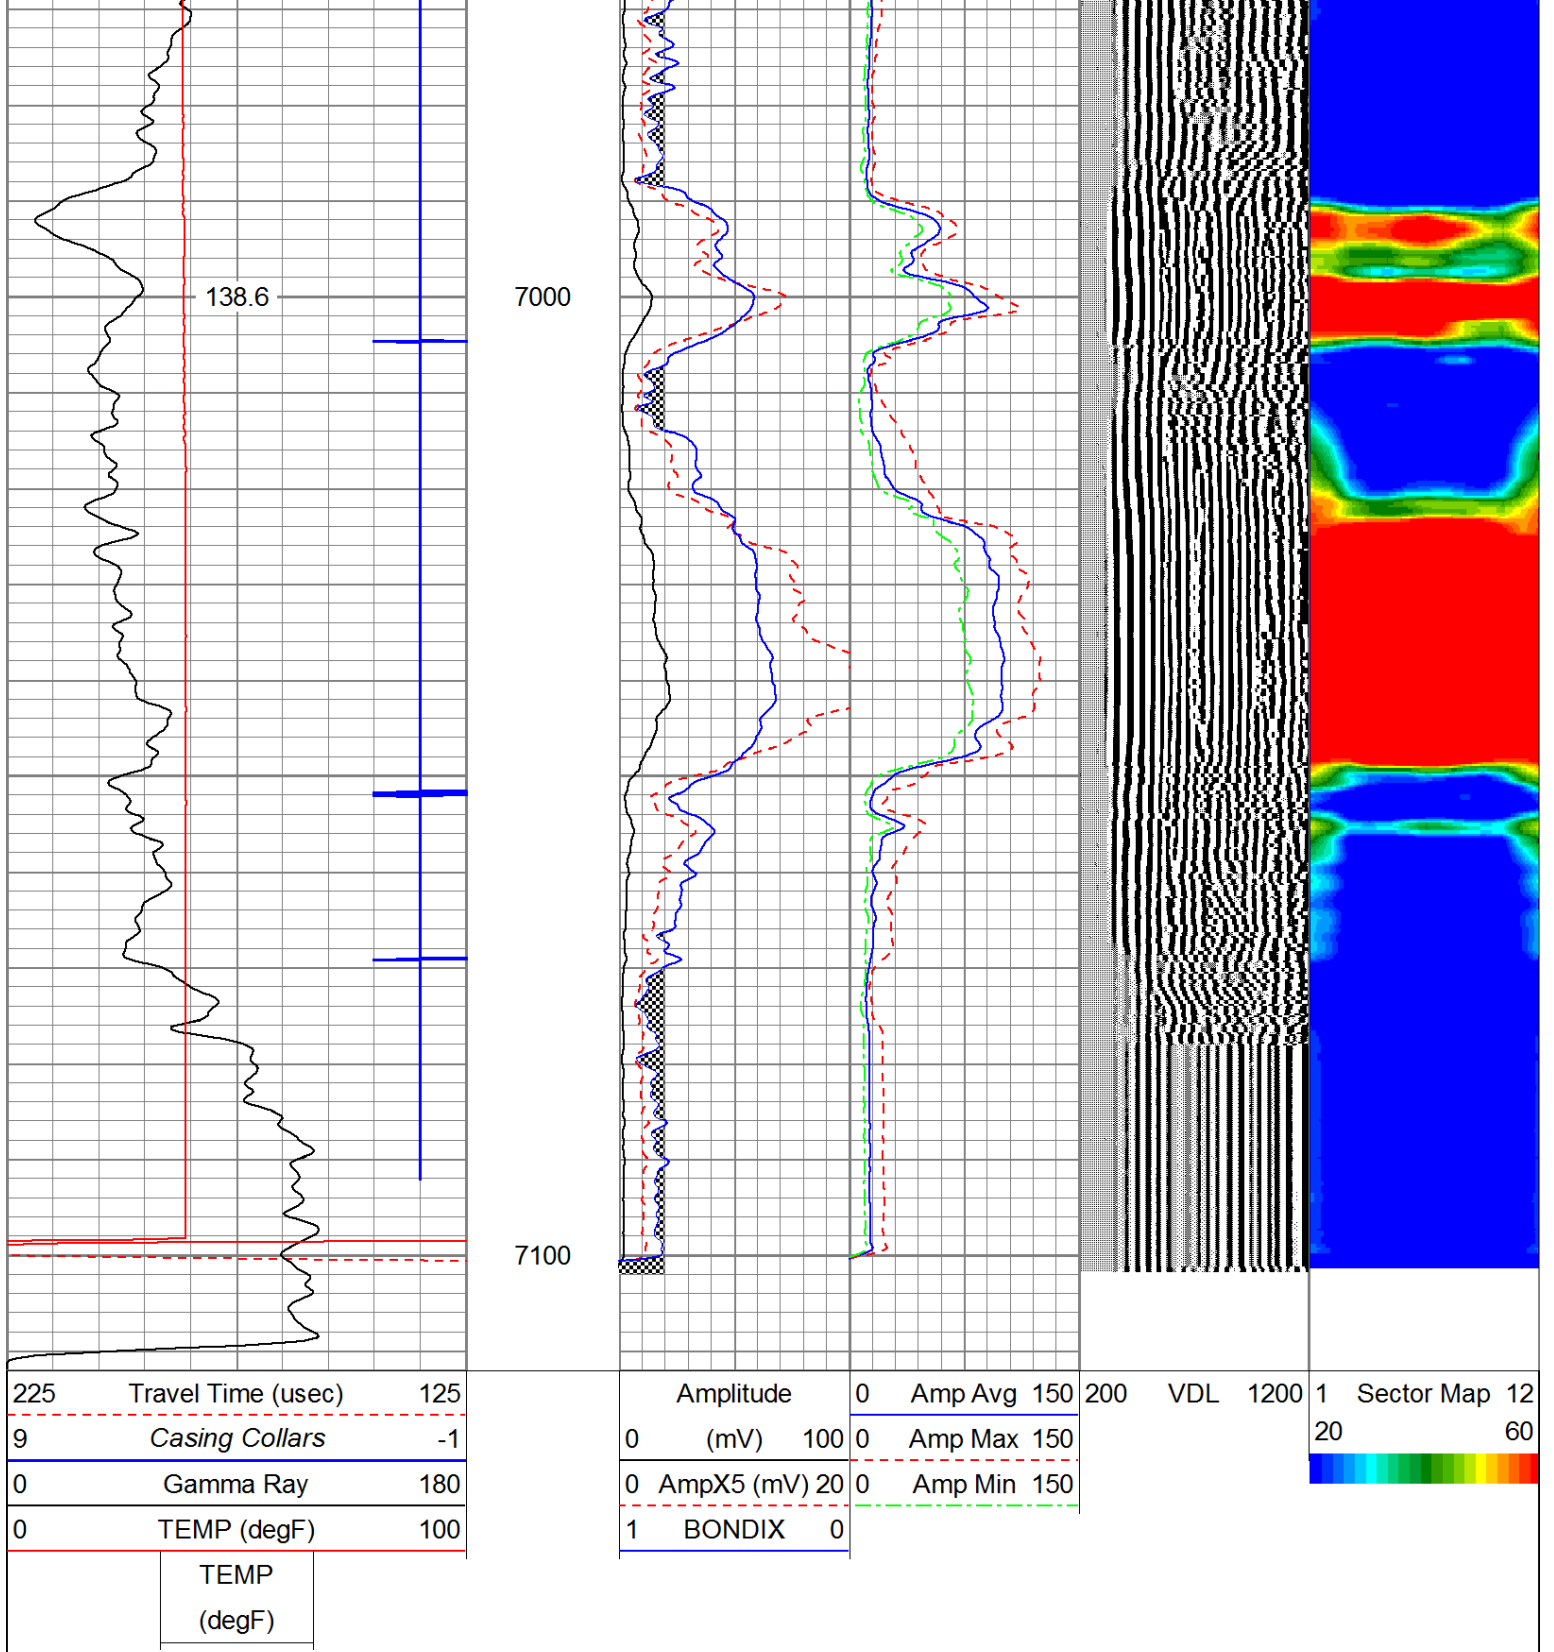 138.6
7000
7100
225 Travel Time (usec) 125
9 Casing Collars -1
0 Gamma Ray 180
0 TEMP (degF) 100
TEMP
(degF)
Amplitude
0 (mV) 100
0 AmpX5 (mV) 20
1 BONDIX 0
0 Amp Avg 150
0 Amp Max 150
0 Amp Min 150
200 VDL 1200
1 Sector Map 12
20 60